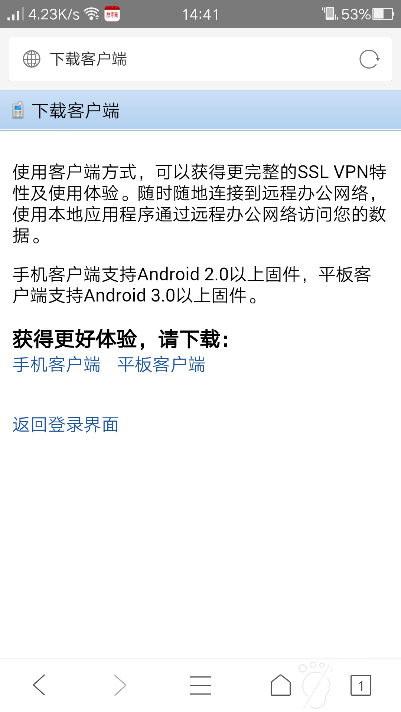 4.23K/s 14:41 53%
下载客户端
下载客户端
使用客户端方式，可以获得更完整的SSL VPN特
性及使用体验。随时随地连接到远程办公网络，
使用本地应用程序通过远程办公网络访问您的数
据。
手机客户端支持Android 2.0以上固件，平板客
户端支持Android 3.0以上固件。
获得更好体验，请下载：
手机客户端 平板客户端
返回登录界面
1